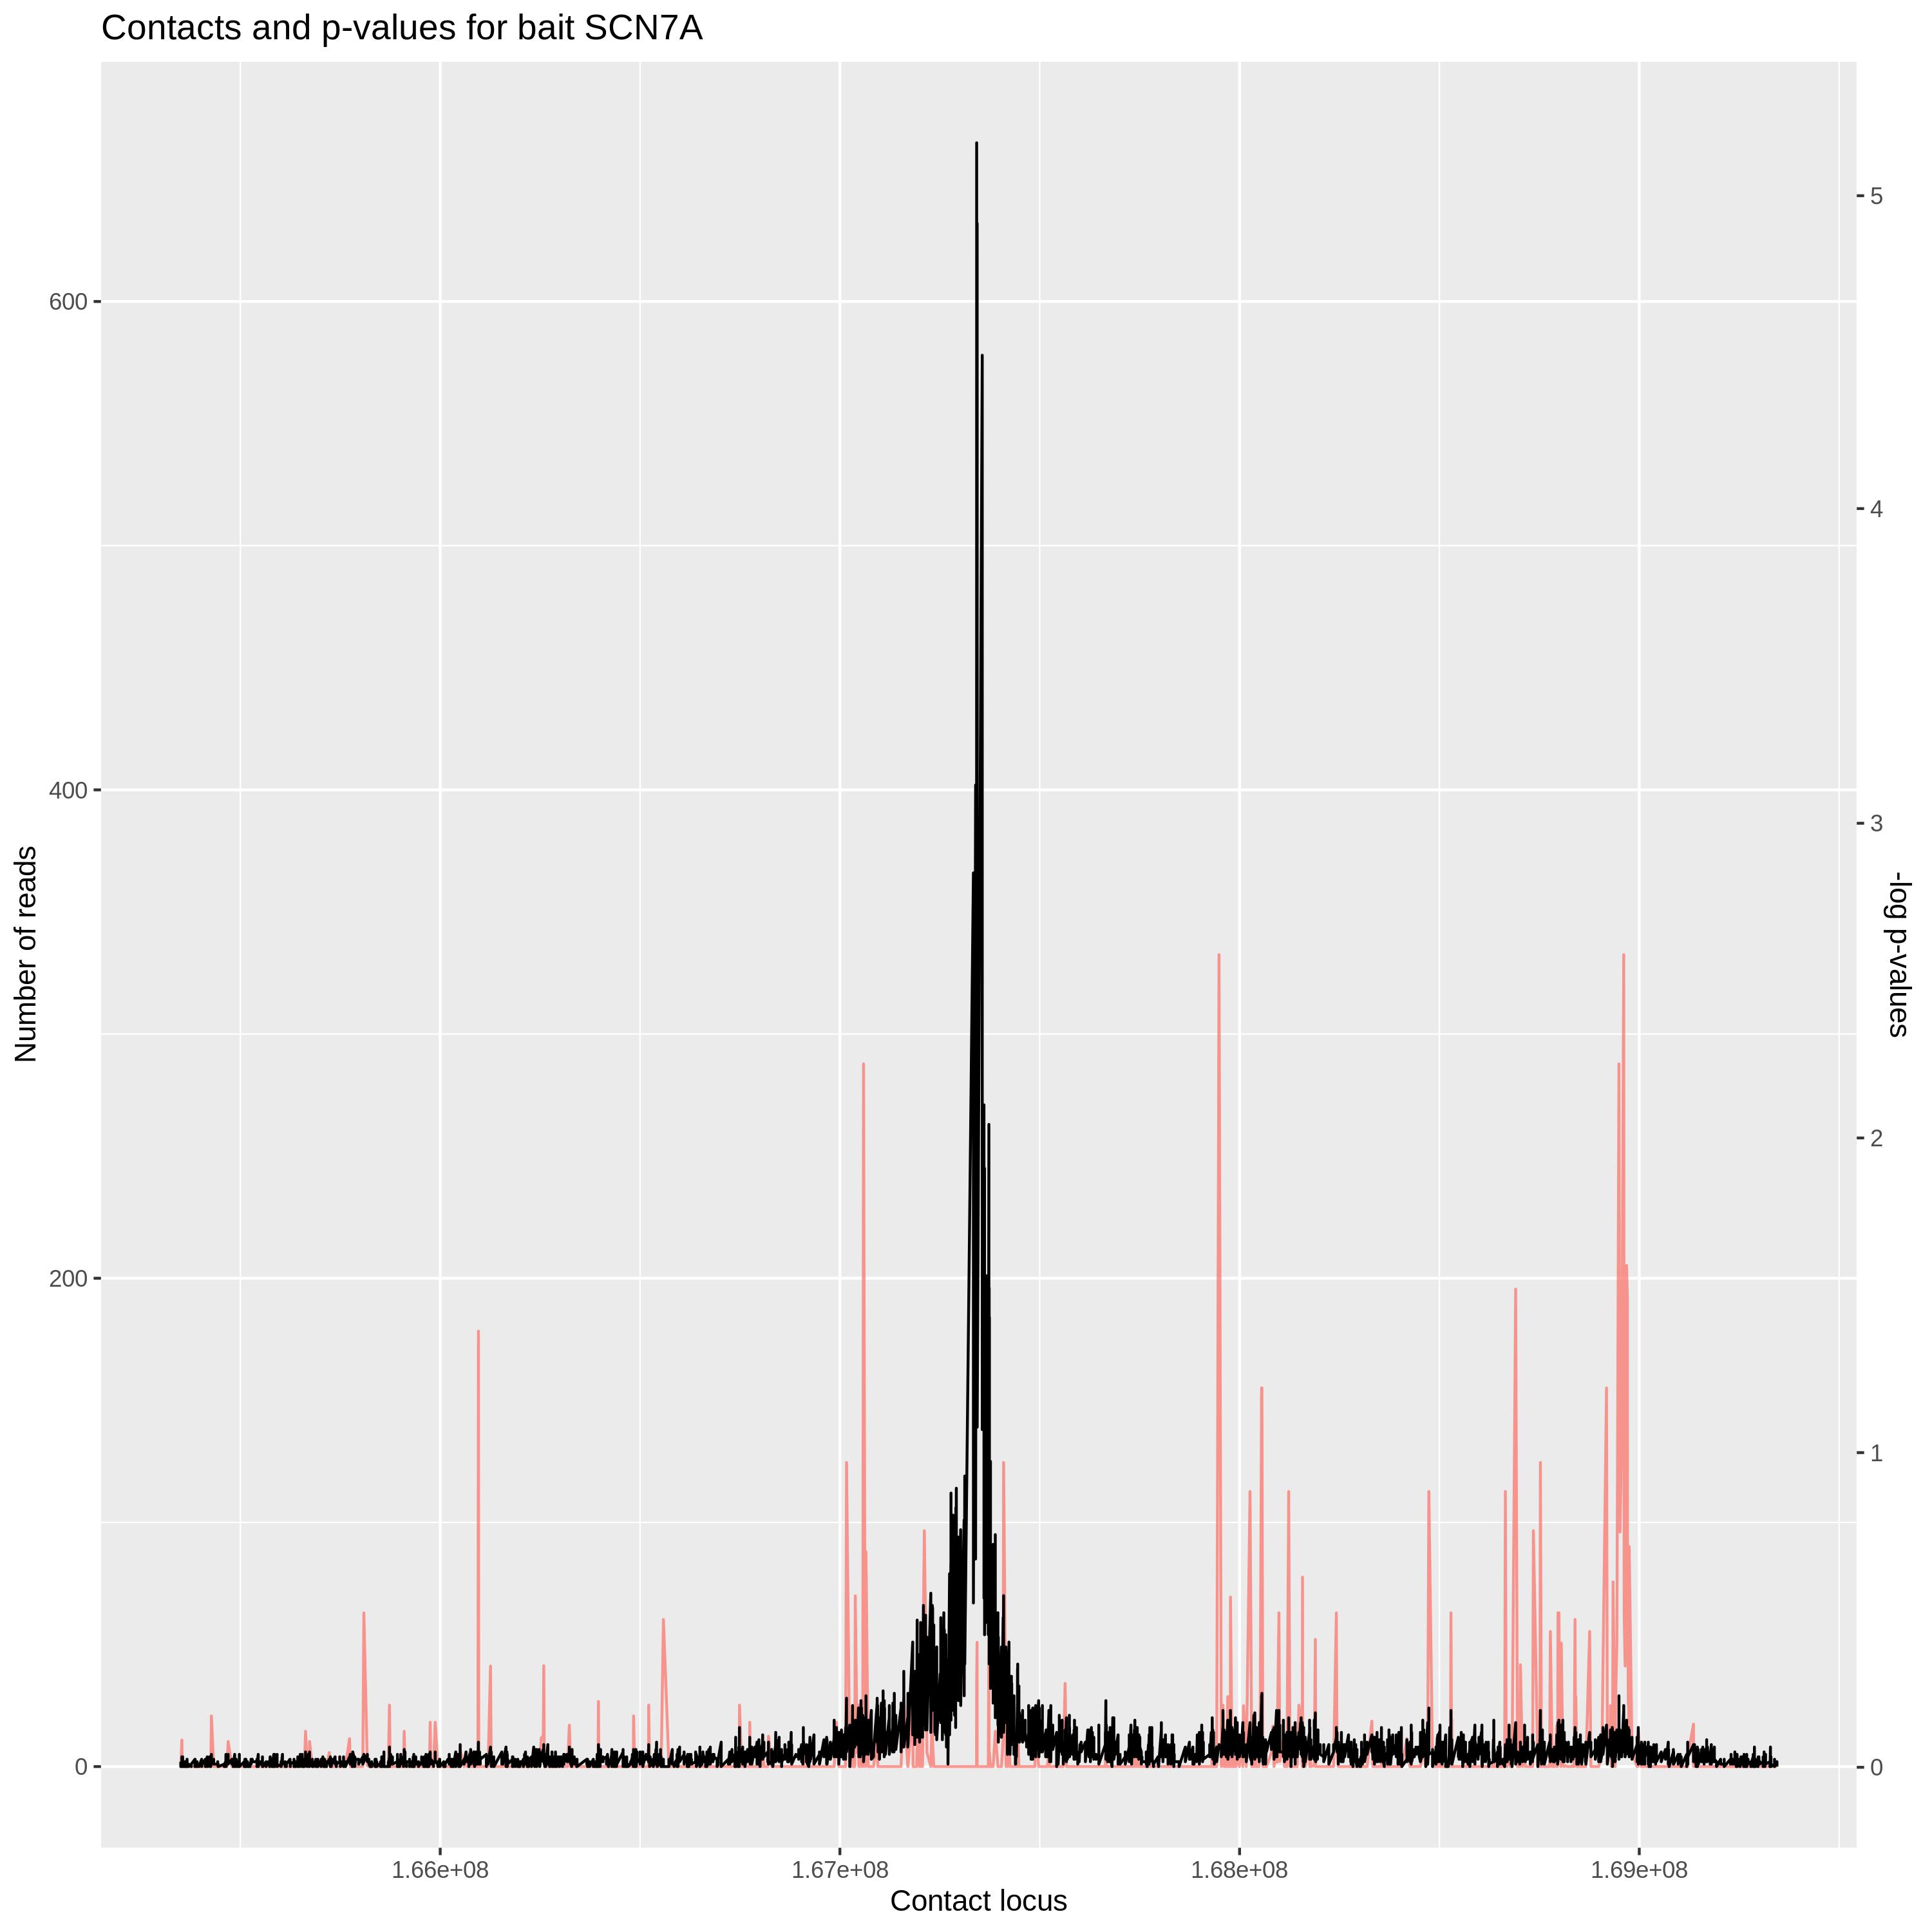 Contacts and p-values for bait SCN7A
Number of reads
600
400
200
0
5
4
3
2
1
0
-log p-values
1.66e+08
1.67e+08
1.68e+08
1.69e+08
Contact locus